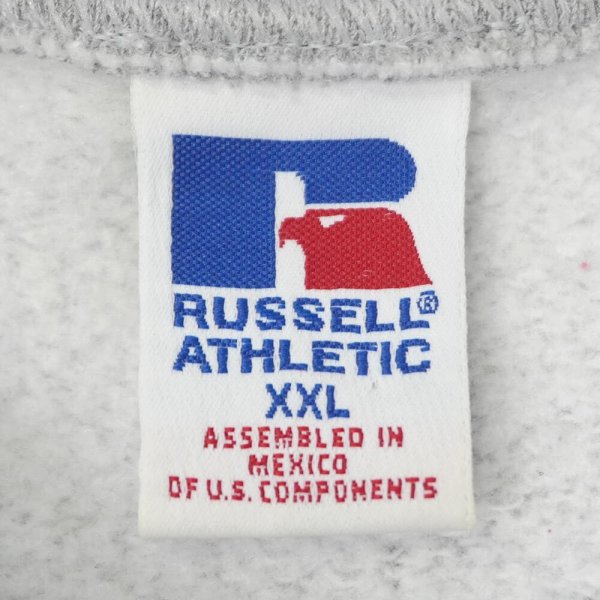 RUSSELL®
ATHLETIC
XXL
ASSEMBLED IN
MEXICO
OF U.S. COMPONENTS